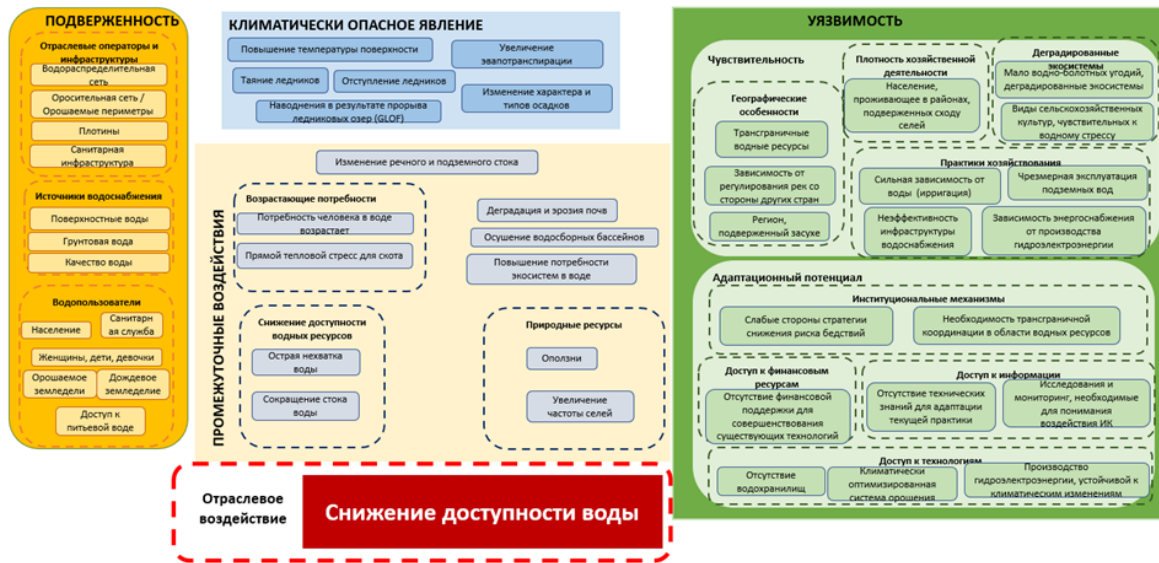 ПОДВЕРЖЕННОСТЬ
Отраслевые операторы и
инфраструктуры
Водораспределительная
сеть
Оросительная сеть /
Орошаемые периметры
Плотины
Санитарная
инфраструктура
Источники водоснабжения
Поверхностные воды
Грунтовая вода
Качество воды
Водопользователи
Население
Санитарн
ая служба
Женщины, дети, девочки
Орошаемое
земледели
Дождевое
земледелие
Доступ к
питьевой воде
КЛИМАТИЧЕСКИ ОПАСНОЕ ЯВЛЕНИЕ
Повышение температуры поверхности
Увеличение
эвапотранспирации
Таяние ледников
Отступление ледников
Изменение характера и
типов осадков
Наводнения в результате прорыва
ледниковых озер (GLOF)
ПРОМЕЖУТОЧНЫЕ ВОЗДЕЙСТВИЯ
Изменение речного и подземного стока
Возрастающие потребности
Потребность человека в воде
возрастает
Прямой тепловой стресс для скота
Деградация и эрозия почв
Осушение водосборных бассейнов
Повышение потребности
экосистем в воде
Снижение доступности
водных ресурсов
Острая нехватка
воды
Сокращение стока
воды
Природные ресурсы
Оползни
Увеличение
частоты селей
Отраслевое
воздействие
Снижение доступности воды
УЯЗВИМОСТЬ
Чувствительность
Географические
особенности
Трансграничные
водные ресурсы
Зависимость от
регулирования рек со
стороны других стран
Регион,
подверженный засухе
Плотность хозяйственной
деятельности
Население,
проживающее в районах,
подверженных сходу
селей
Деградированные
экосистемы
Мало водно-болотных угодий,
деградированные экосистемы
Виды сельскохозяйственных
культур, чувствительных к
водному стрессу
Практики хозяйствования
Сильная зависимость от
воды (ирригация)
Чрезмерная эксплуатация
подземных вод
Неэффективность
инфраструктуры
водоснабжения
Зависимость энергоснабжения
от производства
гидроэлектроэнергии
Адаптационный потенциал
Институциональные механизмы
Слабые стороны стратегии
снижения риска бедствий
Необходимость трансграничной
координации в области водных ресурсов
Доступ к финансовым
ресурсам
Отсутствие финансовой
поддержки для
совершенствования
существующих технологий
Доступ к информации
Отсутствие технических
знаний для адаптации
текущей практики
Исследования и
мониторинг, необходимые
для понимания
воздействия ИК
Доступ к технологиям
Отсутствие
водохранилищ
Климатически
оптимизированная
система орошения
Производство
гидроэлектроэнергии, устойчивой к
климатическим изменениям